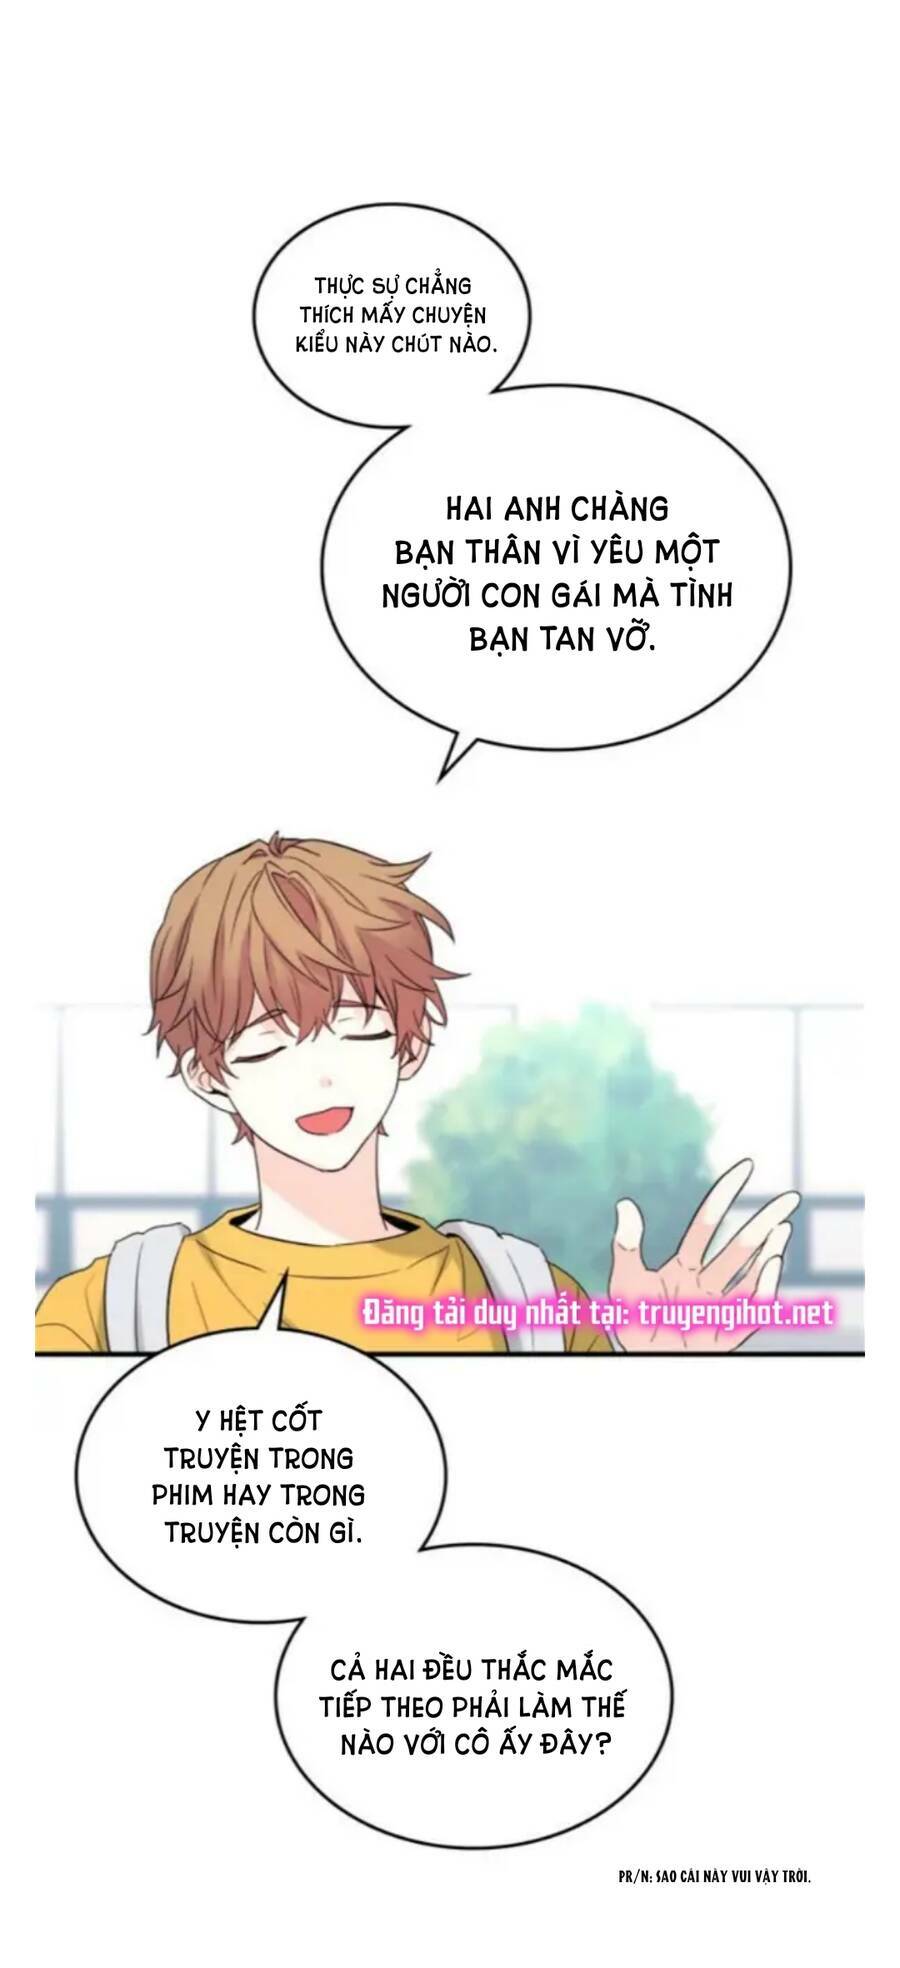 THỰC SỰ CHẲNG
THÍCH MẤY CHUYỆN
KIỂU NÀY CHÚT NÀO.
HAI ANH CHÀNG
BẠN THÂN VÌ YÊU MỘT
NGƯỜI CON GÁI MÀ TÌNH
BẠN TAN VỠ.
Đăng tải duy nhất tại: truyengihot.net
Y HỆT CỐT
TRUYỆN TRONG
PHIM HAY TRONG
TRUYỆN CÒN GÌ.
CẢ HAI ĐỀU THẮC MẮC
TIẾP THEO PHẢI LÀM THẾ
NÀO VỚI CÔ ẤY ĐÂY?
PR/N: SAO CÁI NÀY VUI VẬY TRỜI.